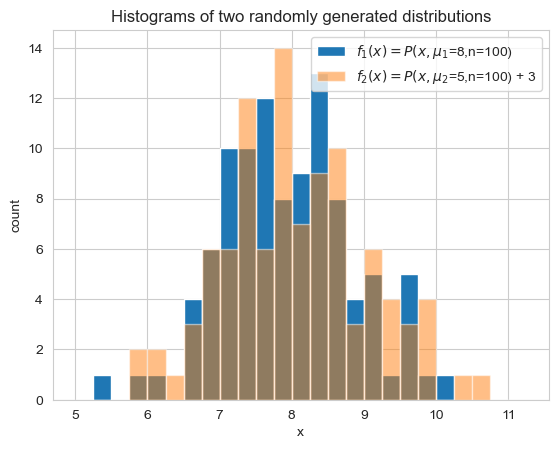 Histograms of two randomly generated distributions
f₁(x) = P(x, μ₁=8,n=100)
f₂(x) = P(x, μ₂=5,n=100) + 3
count
14
12
10
8
6
4
2
0
5 6 7 8 9 10 11
x